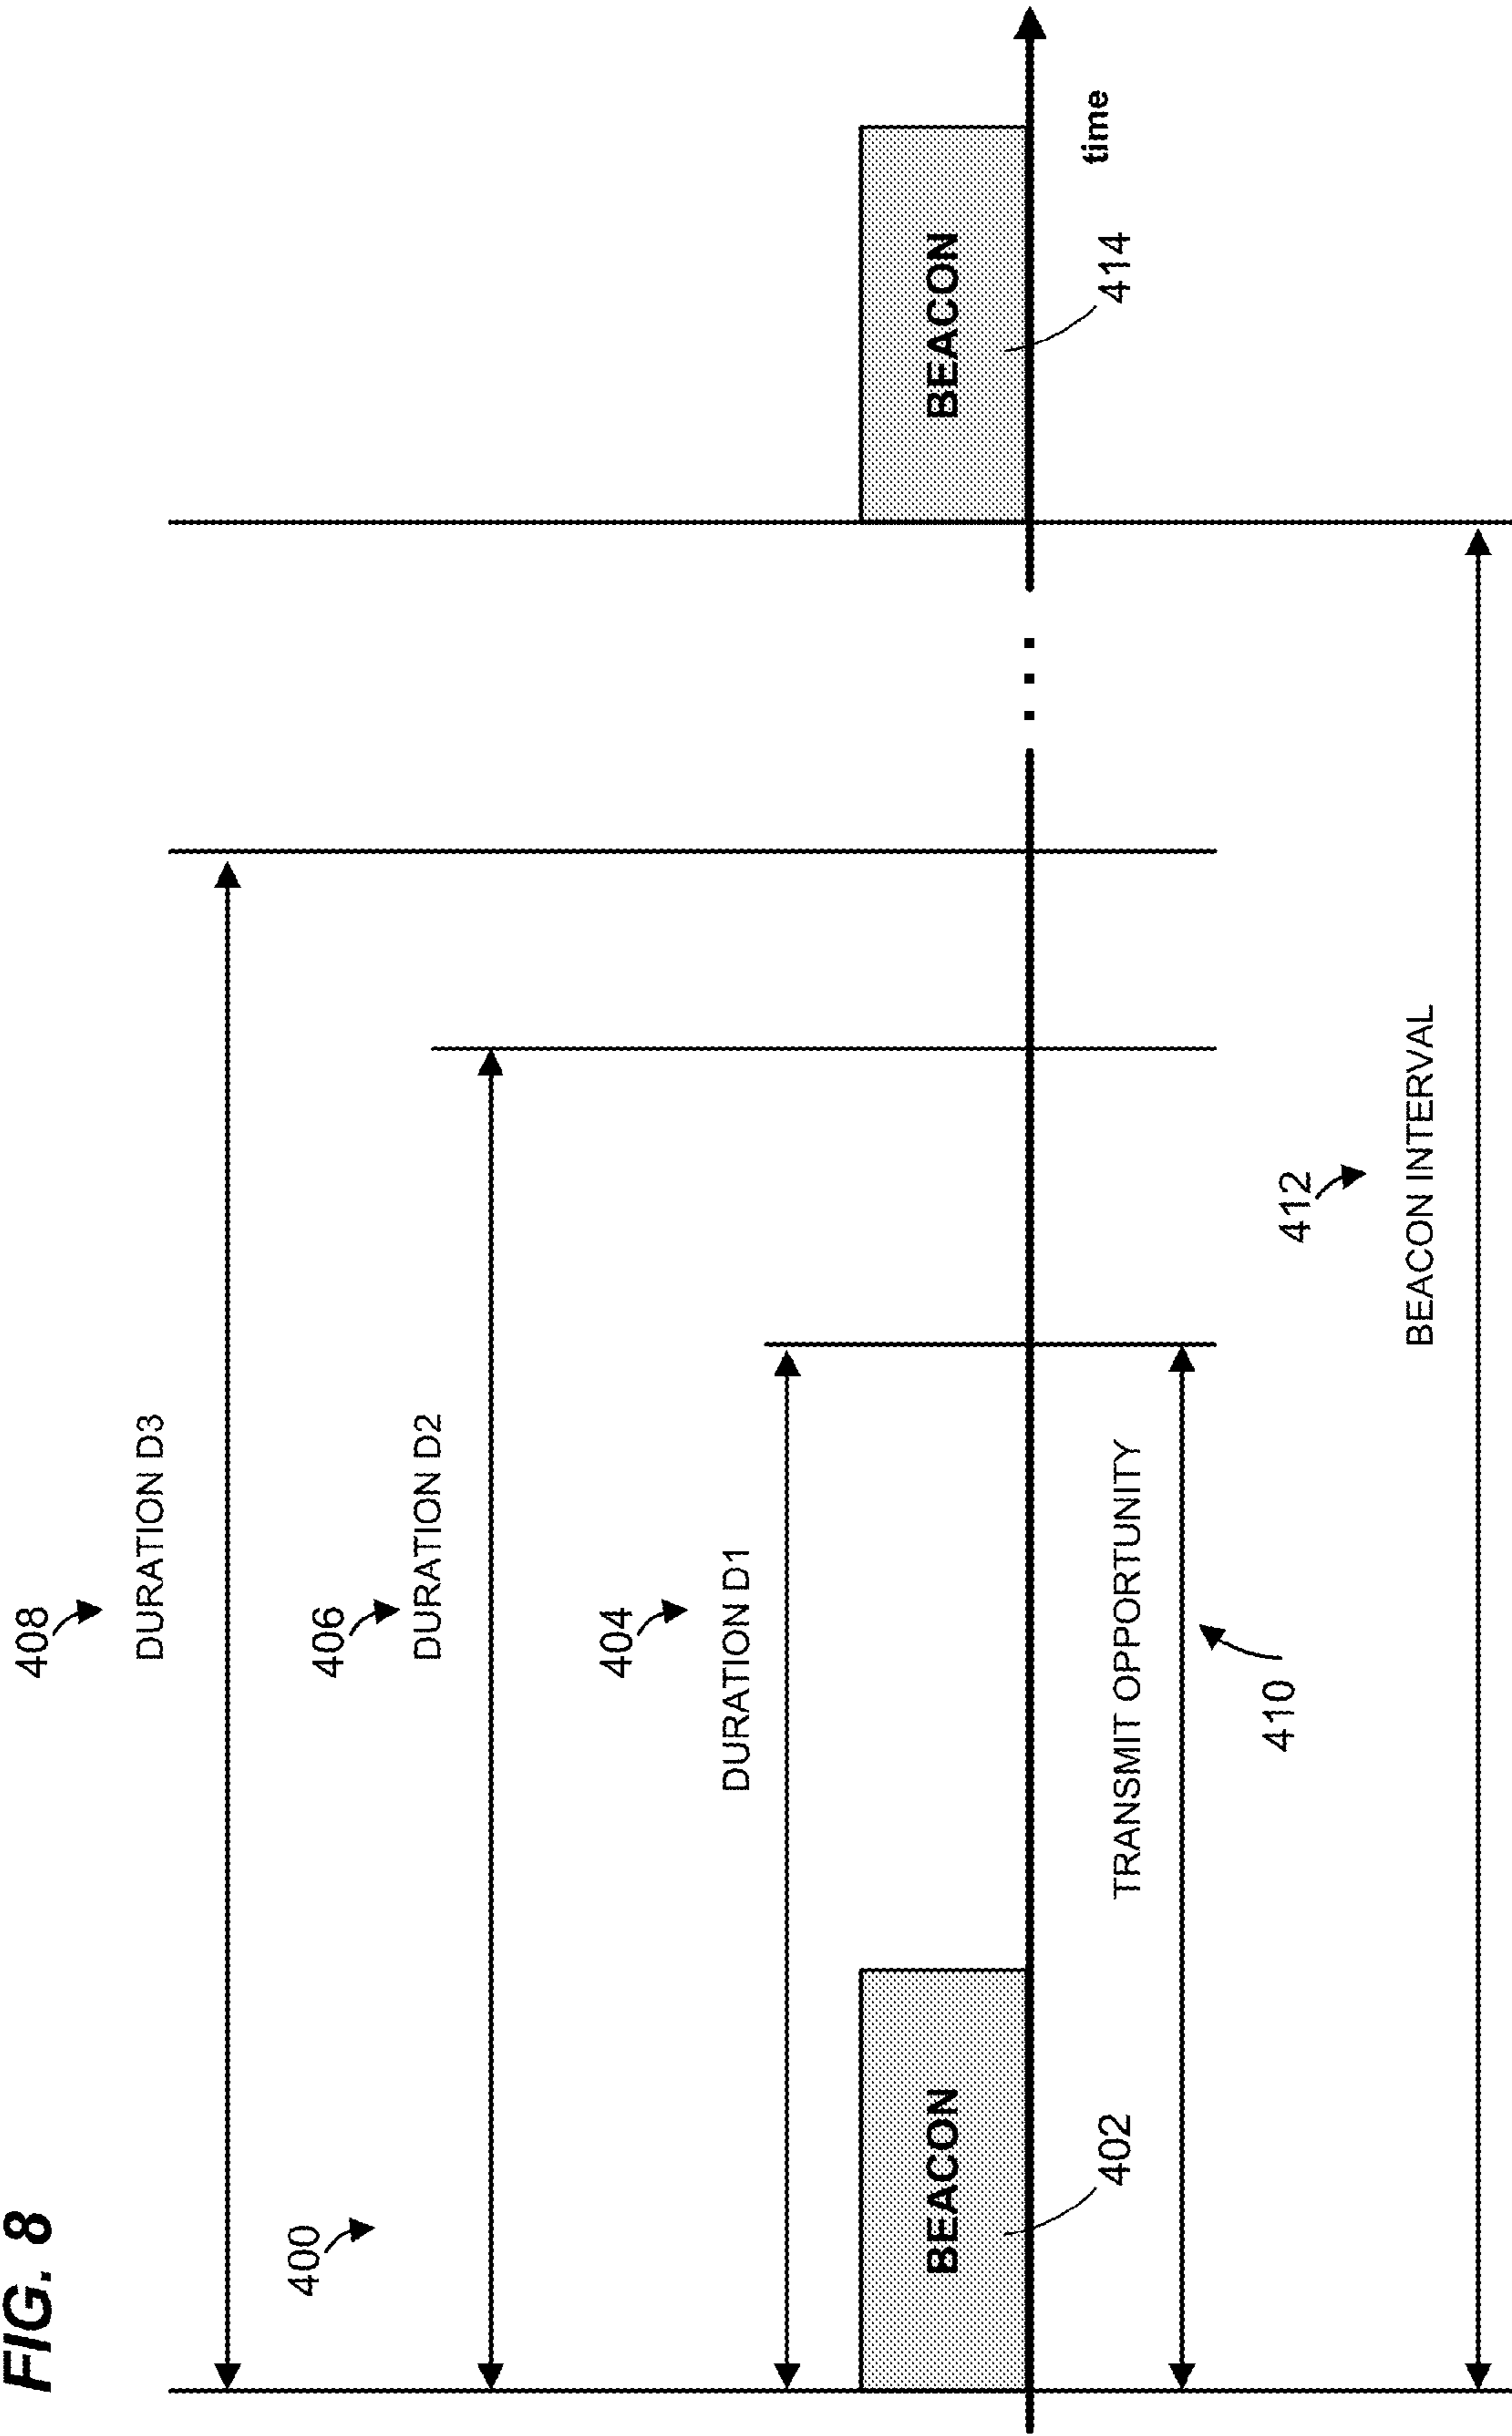 FIG. 8
408
DURATION D3
400
406
DURATION D2
404
DURATION D1
BEACON
BEACON
402
TRANSMIT OPPORTUNITY
410
414
time
412
BEACON INTERVAL